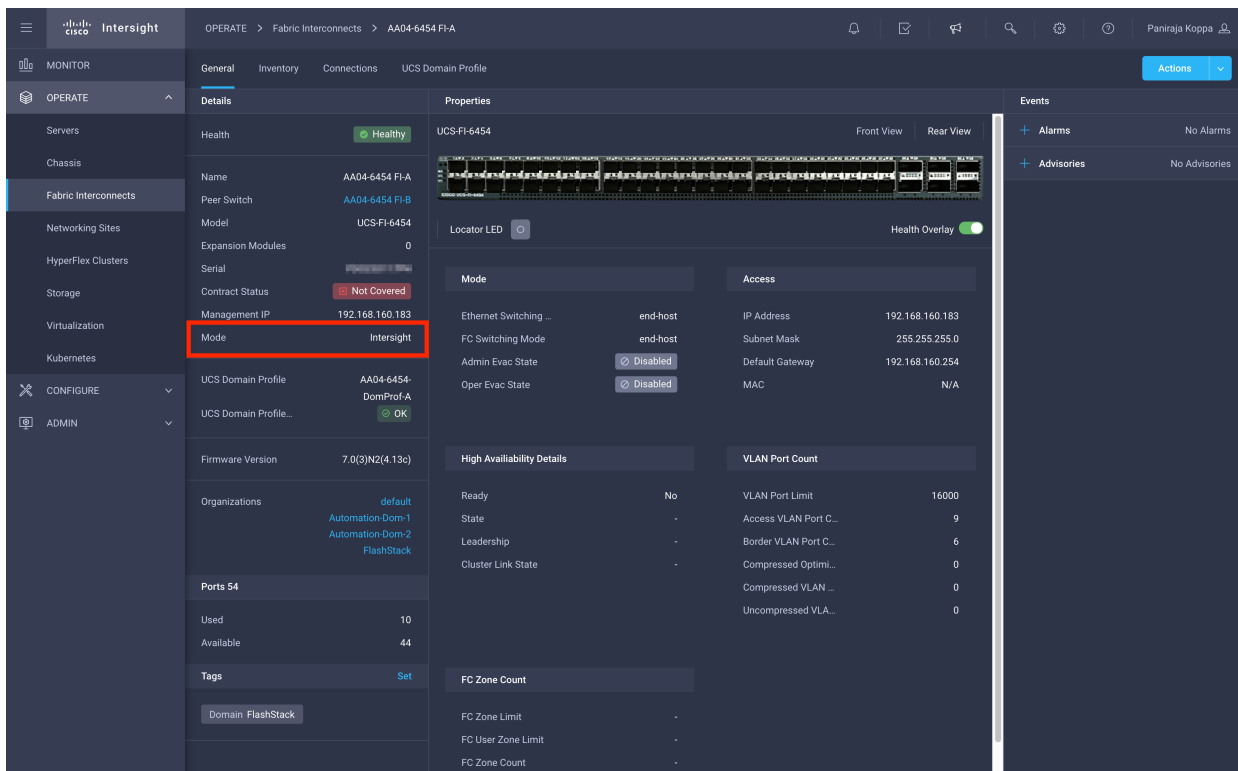 cisco Intersight
OPERATE > Fabric Interconnects > AA04-6454 FI-A
Paniraja Koppa
MONITOR
OPERATE
Servers
Chassis
Fabric Interconnects
Networking Sites
HyperFlex Clusters
Storage
Virtualization
Kubernetes
CONFIGURE
ADMIN
General Inventory Connections UCS Domain Profile
Actions
Details
Health Healthy
Name AA04-6454 FI-A
Peer Switch AA04-6454 FI-B
Model UCS-FI-6454
Expansion Modules 0
Serial
Contract Status Not Covered
Management IP 192.168.160.183
Mode Intersight
UCS Domain Profile AA04-6454-
DomProf-A
UCS Domain Profile... OK
Firmware Version 7.0(3)N2(4.13c)
Organizations default
Automation-Dom-1
Automation-Dom-2
FlashStack
Ports 54
Used 10
Available 44
Tags Set
Domain FlashStack
Properties
UCS-FI-6454 Front View Rear View
Locator LED Health Overlay
Mode
Ethernet Switching ... end-host
FC Switching Mode end-host
Admin Evac State Disabled
Oper Evac State Disabled
Access
IP Address 192.168.160.183
Subnet Mask 255.255.255.0
Default Gateway 192.168.160.254
MAC N/A
High Availiability Details
Ready No
State -
Leadership -
Cluster Link State -
VLAN Port Count
VLAN Port Limit 16000
Access VLAN Port C... 9
Border VLAN Port C... 6
Compressed Optimi... 0
Compressed VLAN ... 0
Uncompressed VLA... 0
FC Zone Count
FC Zone Limit -
FC User Zone Limit -
FC Zone Count -
Events
Alarms No Alarms
Advisories No Advisories